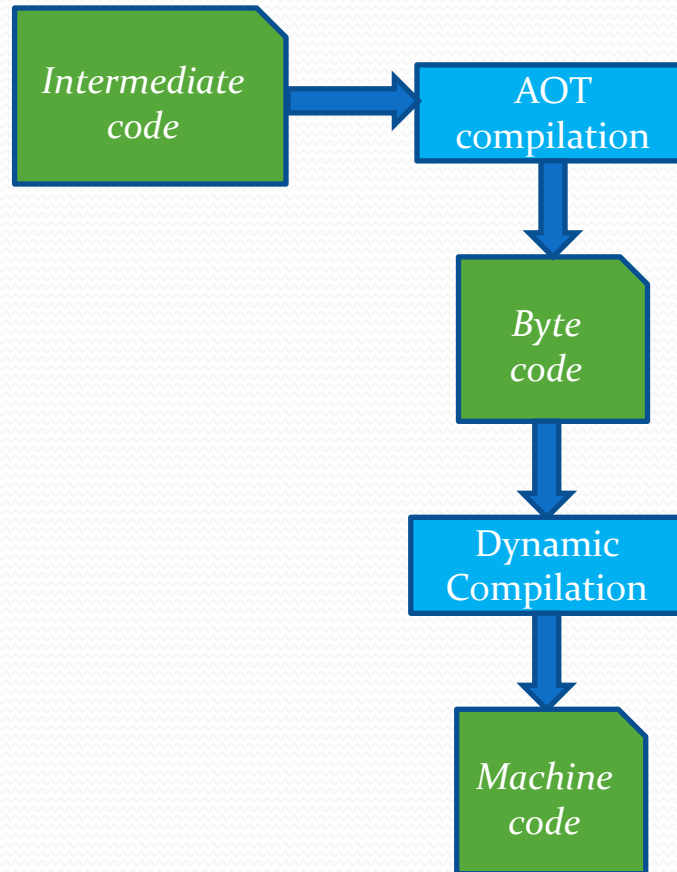 Intermediate
code
AOT
compilation
Byte
code
Dynamic
Compilation
Machine
code